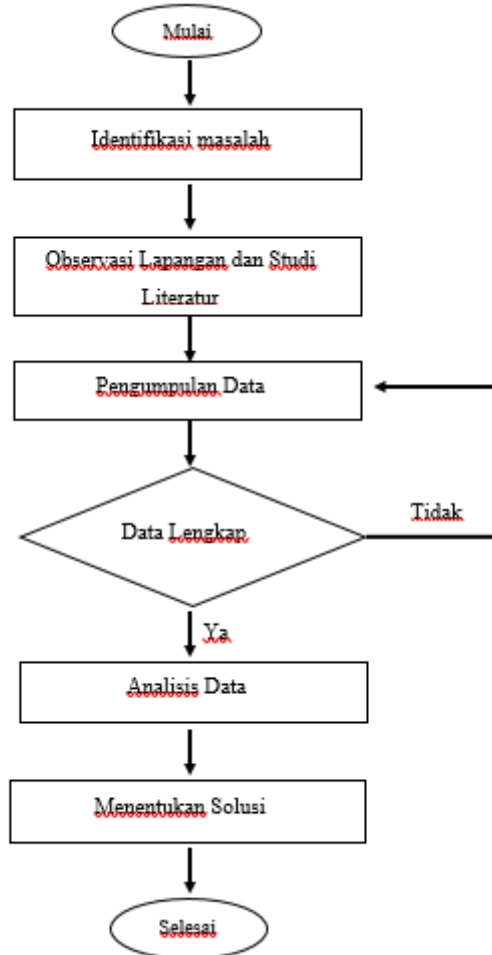 Mulai
Identifikasi masalah
Observasi Lapangan dan Studi
Literatur
Pengumpulan Data
Data Lengkap
Tidak
Ya
Analisis Data
Menentukan Solusi
Selesai